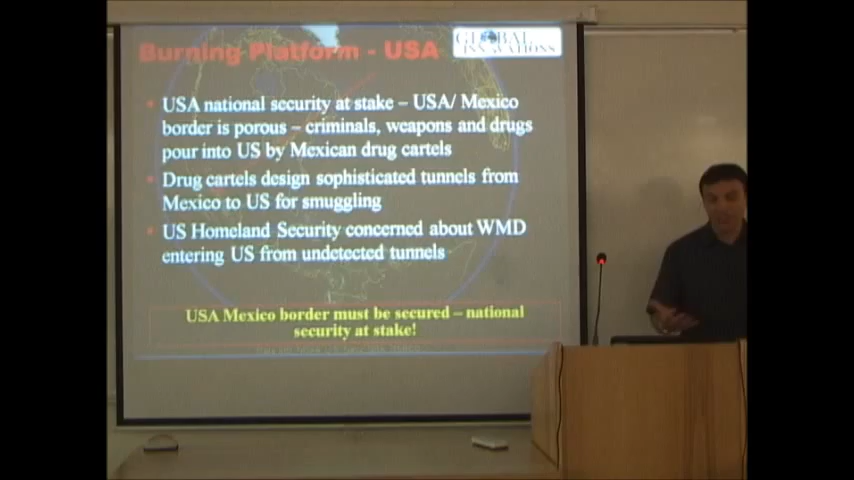 Burning Platform - USA
GLOBAL
INNOVATIONS
USA national security at stake – USA/ Mexico
border is porous – criminals, weapons and drugs
pour into US by Mexican drug cartels
Drug cartels design sophisticated tunnels from
Mexico to US for smuggling
US Homeland Security concerned about WMD
entering US from undetected tunnels
USA Mexico border must be secured – national
security at stake!